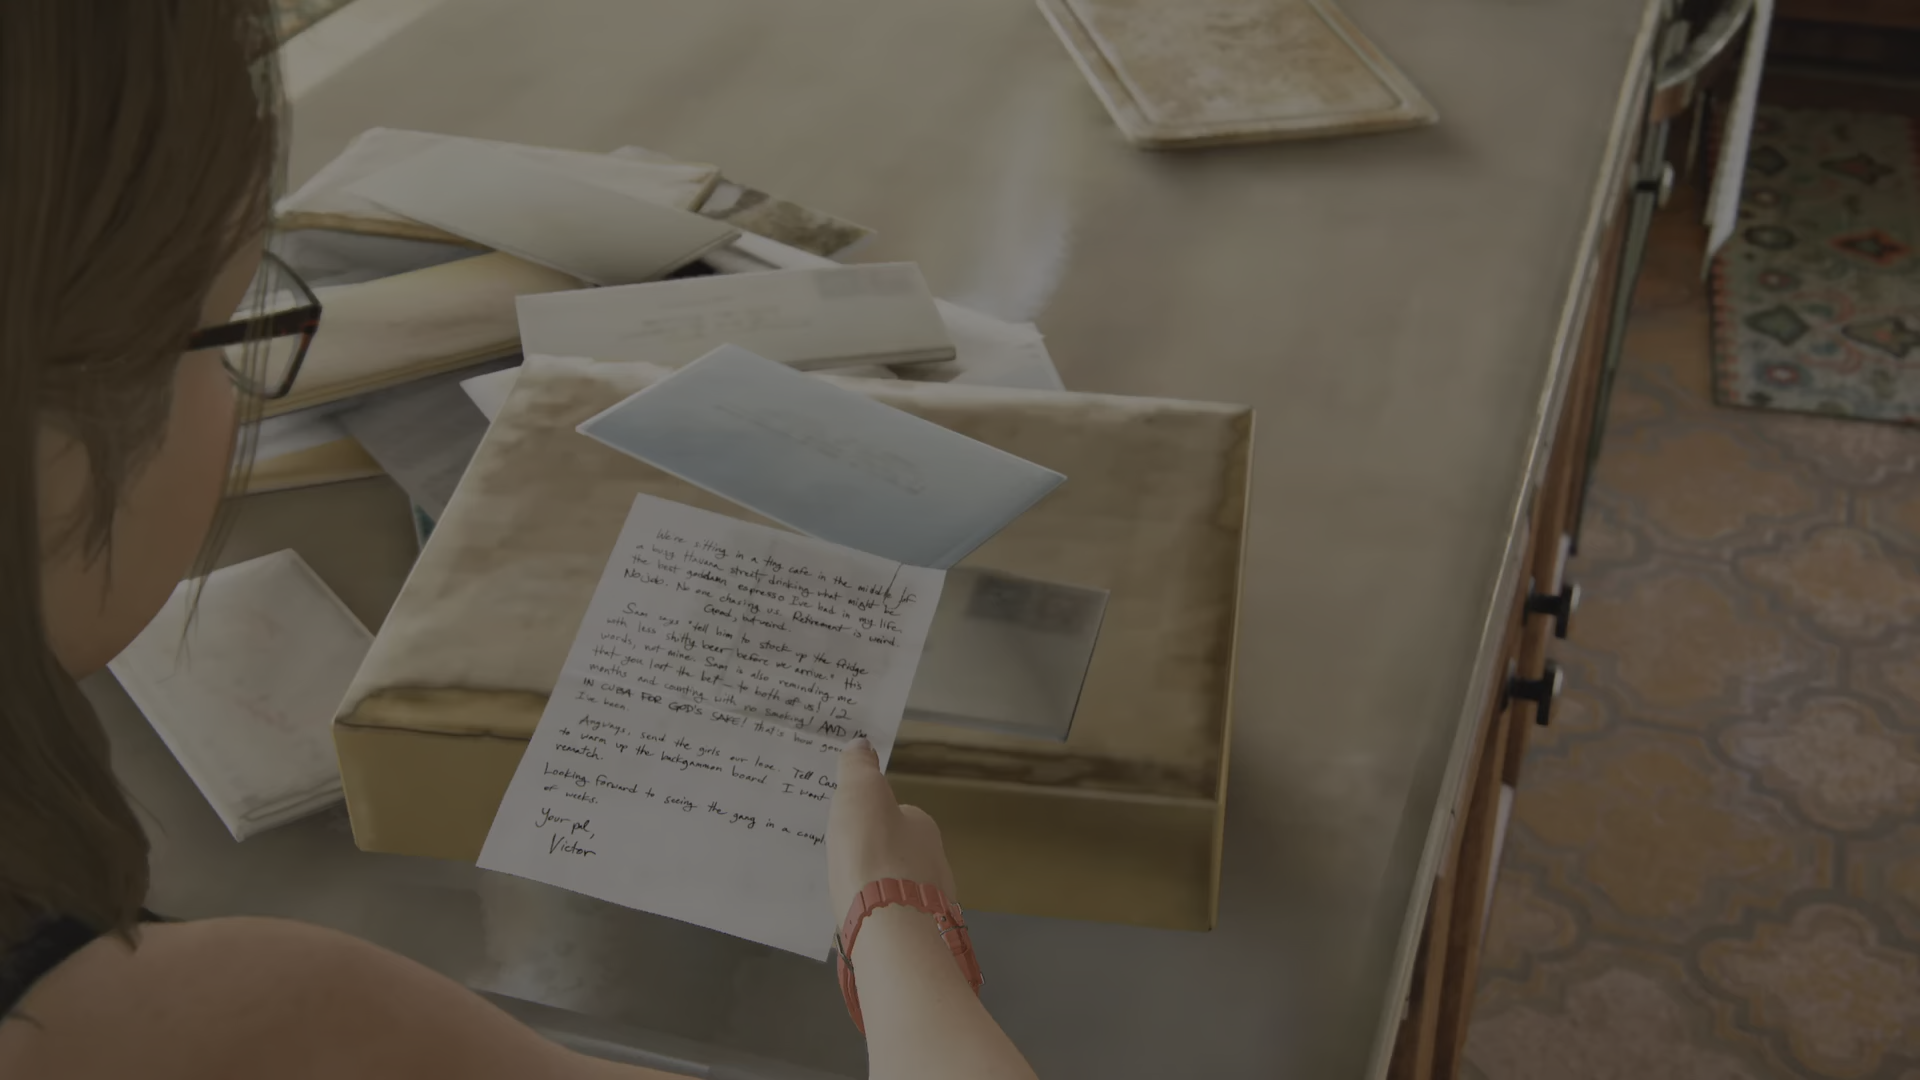 We're sitting in a tiny cafe in the middle of
a busy Havana street, drinking what might be
the best goddamn espresso I've had in my life.
No jobs. No one chasing us. Retirement is weird.
Good, but weird.
Sam says "tell him to stock up the fridge
with less shitty beer before we arrive." His
words, not mine. Sam is also reminding me
that you lost the bet — to both of us! 12
months and counting with no smoking! AND I'm
IN CUBA FOR GOD'S SAKE! That's how good
I've been.
Anyways, send the girls our love. Tell Cass
to warm up the backgammon board. I want
rematch.
Looking forward to seeing the gang in a coupl
of weeks.
Your pal,
Victor